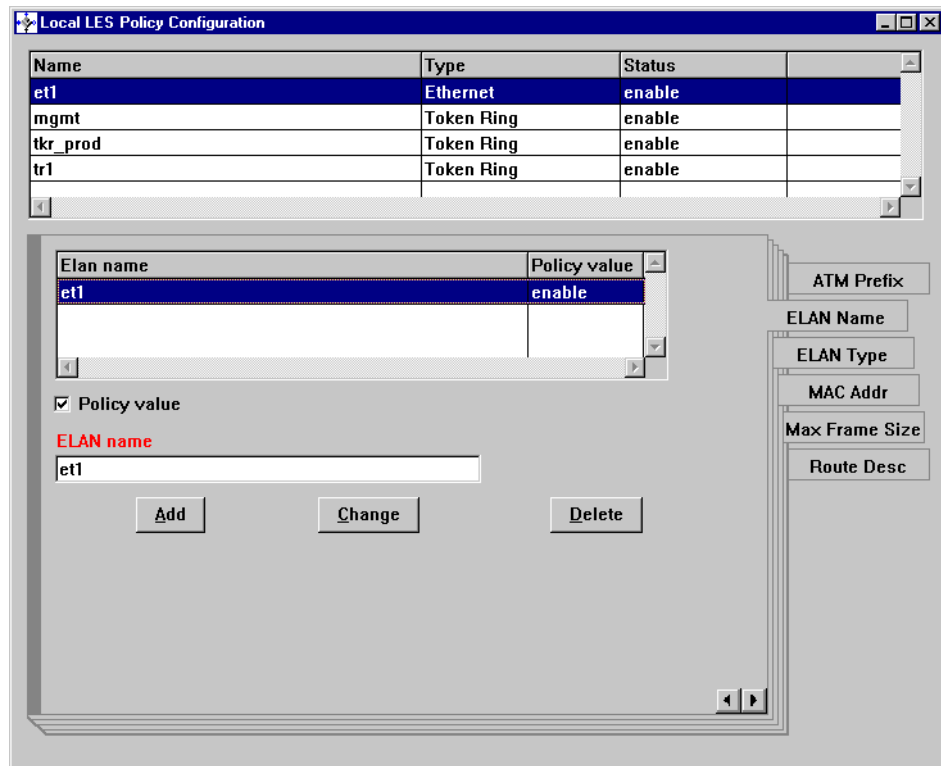 Local LES Policy Configuration
Name Type Status
et1 Ethernet enable
mgmt Token Ring enable
tkr_prod Token Ring enable
tr1 Token Ring enable
Elan name Policy value
et1 enable
Policy value
ELAN name
et1
Add Change Delete
ATM Prefix
ELAN Name
ELAN Type
MAC Addr
Max Frame Size
Route Desc